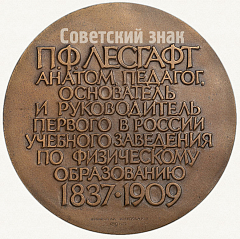 Советский знак
П.Ф.ЛЕСГАФТ
АНАТОМ, ПЕДАГОГ,
ОСНОВАТЕЛЬ
И РУКОВОДИТЕЛЬ
ПЕРВОГО В РОССИИ
УЧЕБНОГО ЗАВЕДЕНИЯ
ПО ФИЗИЧЕСКОМУ
ОБРАЗОВАНИЮ
1837·1909